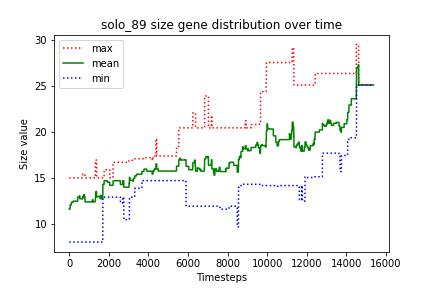 solo_89 size gene distribution over time
max
mean
min
Size value
30
25
20
15
10
0 2000 4000 6000 8000 10000 12000 14000 16000
Timesteps